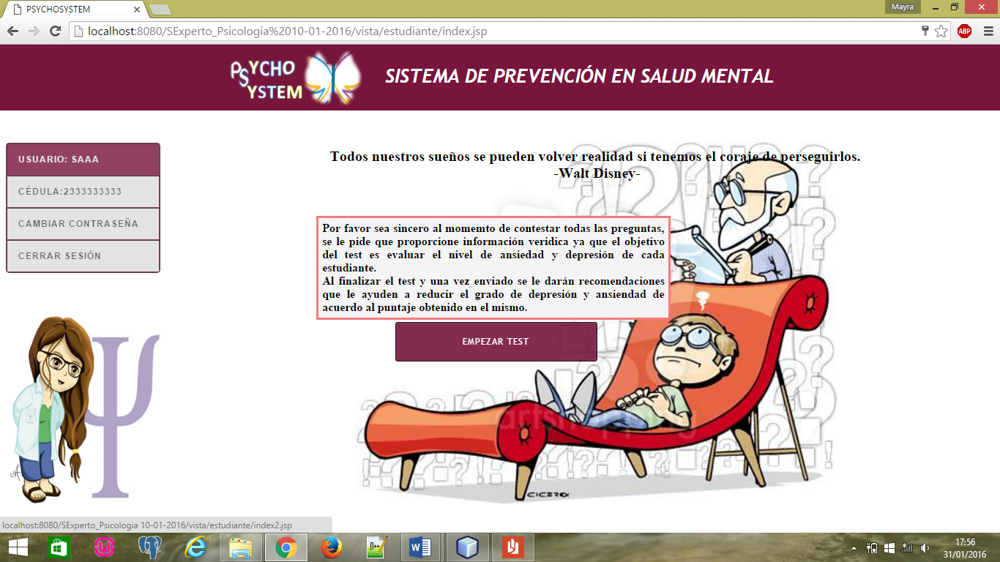 PSYCHOSYSTEM
Mayra
localhost:8080/SExperto_Psicologia%2010-01-2016/vista/estudiante/index.jsp
ABP
PSYCHO
SYSTEM
SISTEMA DE PREVENCIÓN EN SALUD MENTAL
USUARIO: SAAA
CÉDULA:2333333333
CAMBIAR CONTRASEÑA
CERRAR SESIÓN
Todos nuestros sueños se pueden volver realidad si tenemos el coraje de perseguirlos.
-Walt Disney-
Por favor sea sincero al momemto de contestar todas las preguntas,
se le pide que proporcione información veridica ya que el objetivo
del test es evaluar el nivel de ansiedad y depresión de cada
estudiante.
Al finalizar el test y una vez enviado se le darán recomendaciones
que le ayuden a reducir el grado de depresión y ansiendad de
acuerdo al puntaje obtenido en el mismo.
EMPEZAR TEST
artshopping
CICERO
localhost:8080/SExperto_Psicologia 10-01-2016/vista/estudiante/index2.jsp
17:56
31/01/2016